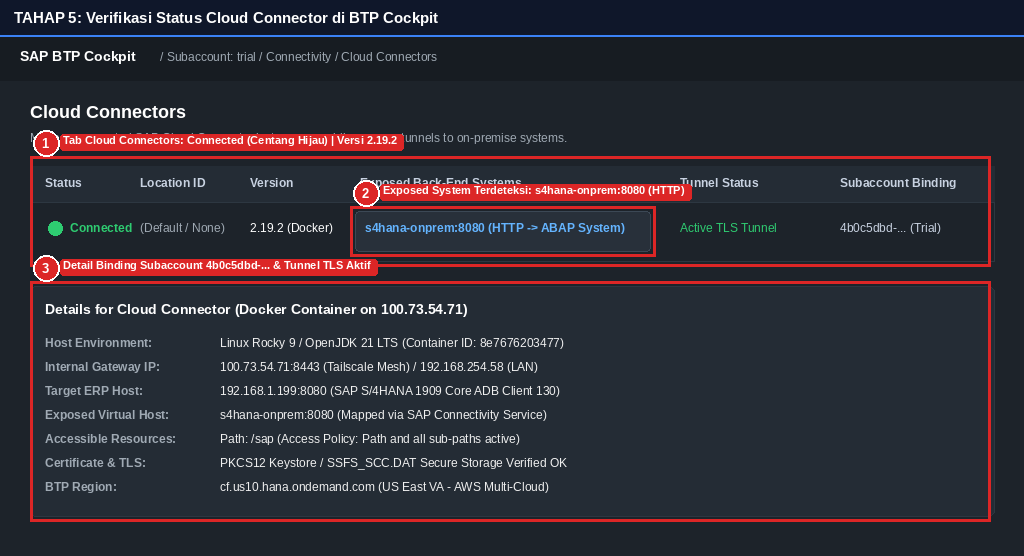 TAHAP 5: Verifikasi Status Cloud Connector di BTP Cockpit
SAP BTP Cockpit / Subaccount: trial / Connectivity / Cloud Connectors
Cloud Connectors
to on-premise systems.
1 Tab Cloud Connectors: Connected (Centang Hijau) | Versi 2.19.2
Status Location ID Version Exposed Back-End Systems Tunnel Status Subaccount Binding
2 Exposed System Terdeteksi: s4hana-onprem:8080 (HTTP)
Connected (Default / None) 2.19.2 (Docker) s4hana-onprem:8080 (HTTP -> ABAP System) Active TLS Tunnel 4b0c5dbd-... (Trial)
3 Detail Binding Subaccount 4b0c5dbd-... & Tunnel TLS Aktif
Details for Cloud Connector (Docker Container on 100.73.54.71)
Host Environment: Linux Rocky 9 / OpenJDK 21 LTS (Container ID: 8e7676203477)
Internal Gateway IP: 100.73.54.71:8443 (Tailscale Mesh) / 192.168.254.58 (LAN)
Target ERP Host: 192.168.1.199:8080 (SAP S/4HANA 1909 Core ADB Client 130)
Exposed Virtual Host: s4hana-onprem:8080 (Mapped via SAP Connectivity Service)
Accessible Resources: Path: /sap (Access Policy: Path and all sub-paths active)
Certificate & TLS: PKCS12 Keystore / SSFS_SCC.DAT Secure Storage Verified OK
BTP Region: cf.us10.hana.ondemand.com (US East VA - AWS Multi-Cloud)